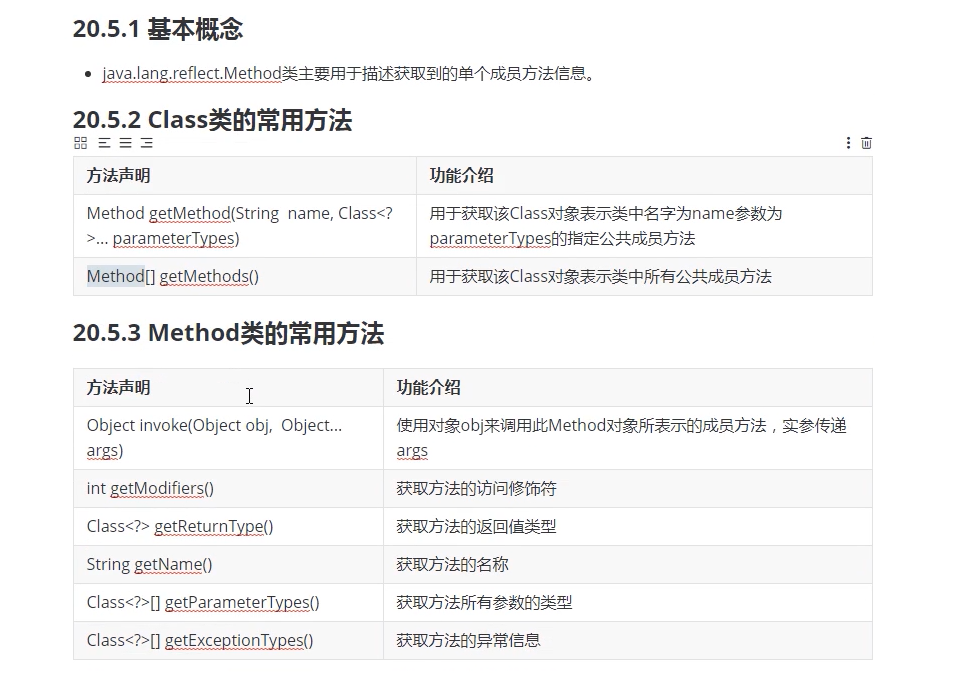 20.5.1 基本概念
java.lang.reflect.Method类主要用于描述获取到的单个成员方法信息。
20.5.2 Class类的常用方法
方法声明 功能介绍
Method getMethod(String name, Class<? 用于获取该Class对象表示类中名字为name参数为
>... parameterTypes) parameterTypes的指定公共成员方法
Method[] getMethods() 用于获取该Class对象表示类中所有公共成员方法
20.5.3 Method类的常用方法
方法声明 功能介绍
Object invoke(Object obj, Object... 使用对象obj来调用此Method对象所表示的成员方法，实参传递
args) args
int getModifiers() 获取方法的访问修饰符
Class<?> getReturnType() 获取方法的返回值类型
String getName() 获取方法的名称
Class<?>[] getParameterTypes() 获取方法所有参数的类型
Class<?>[] getExceptionTypes() 获取方法的异常信息